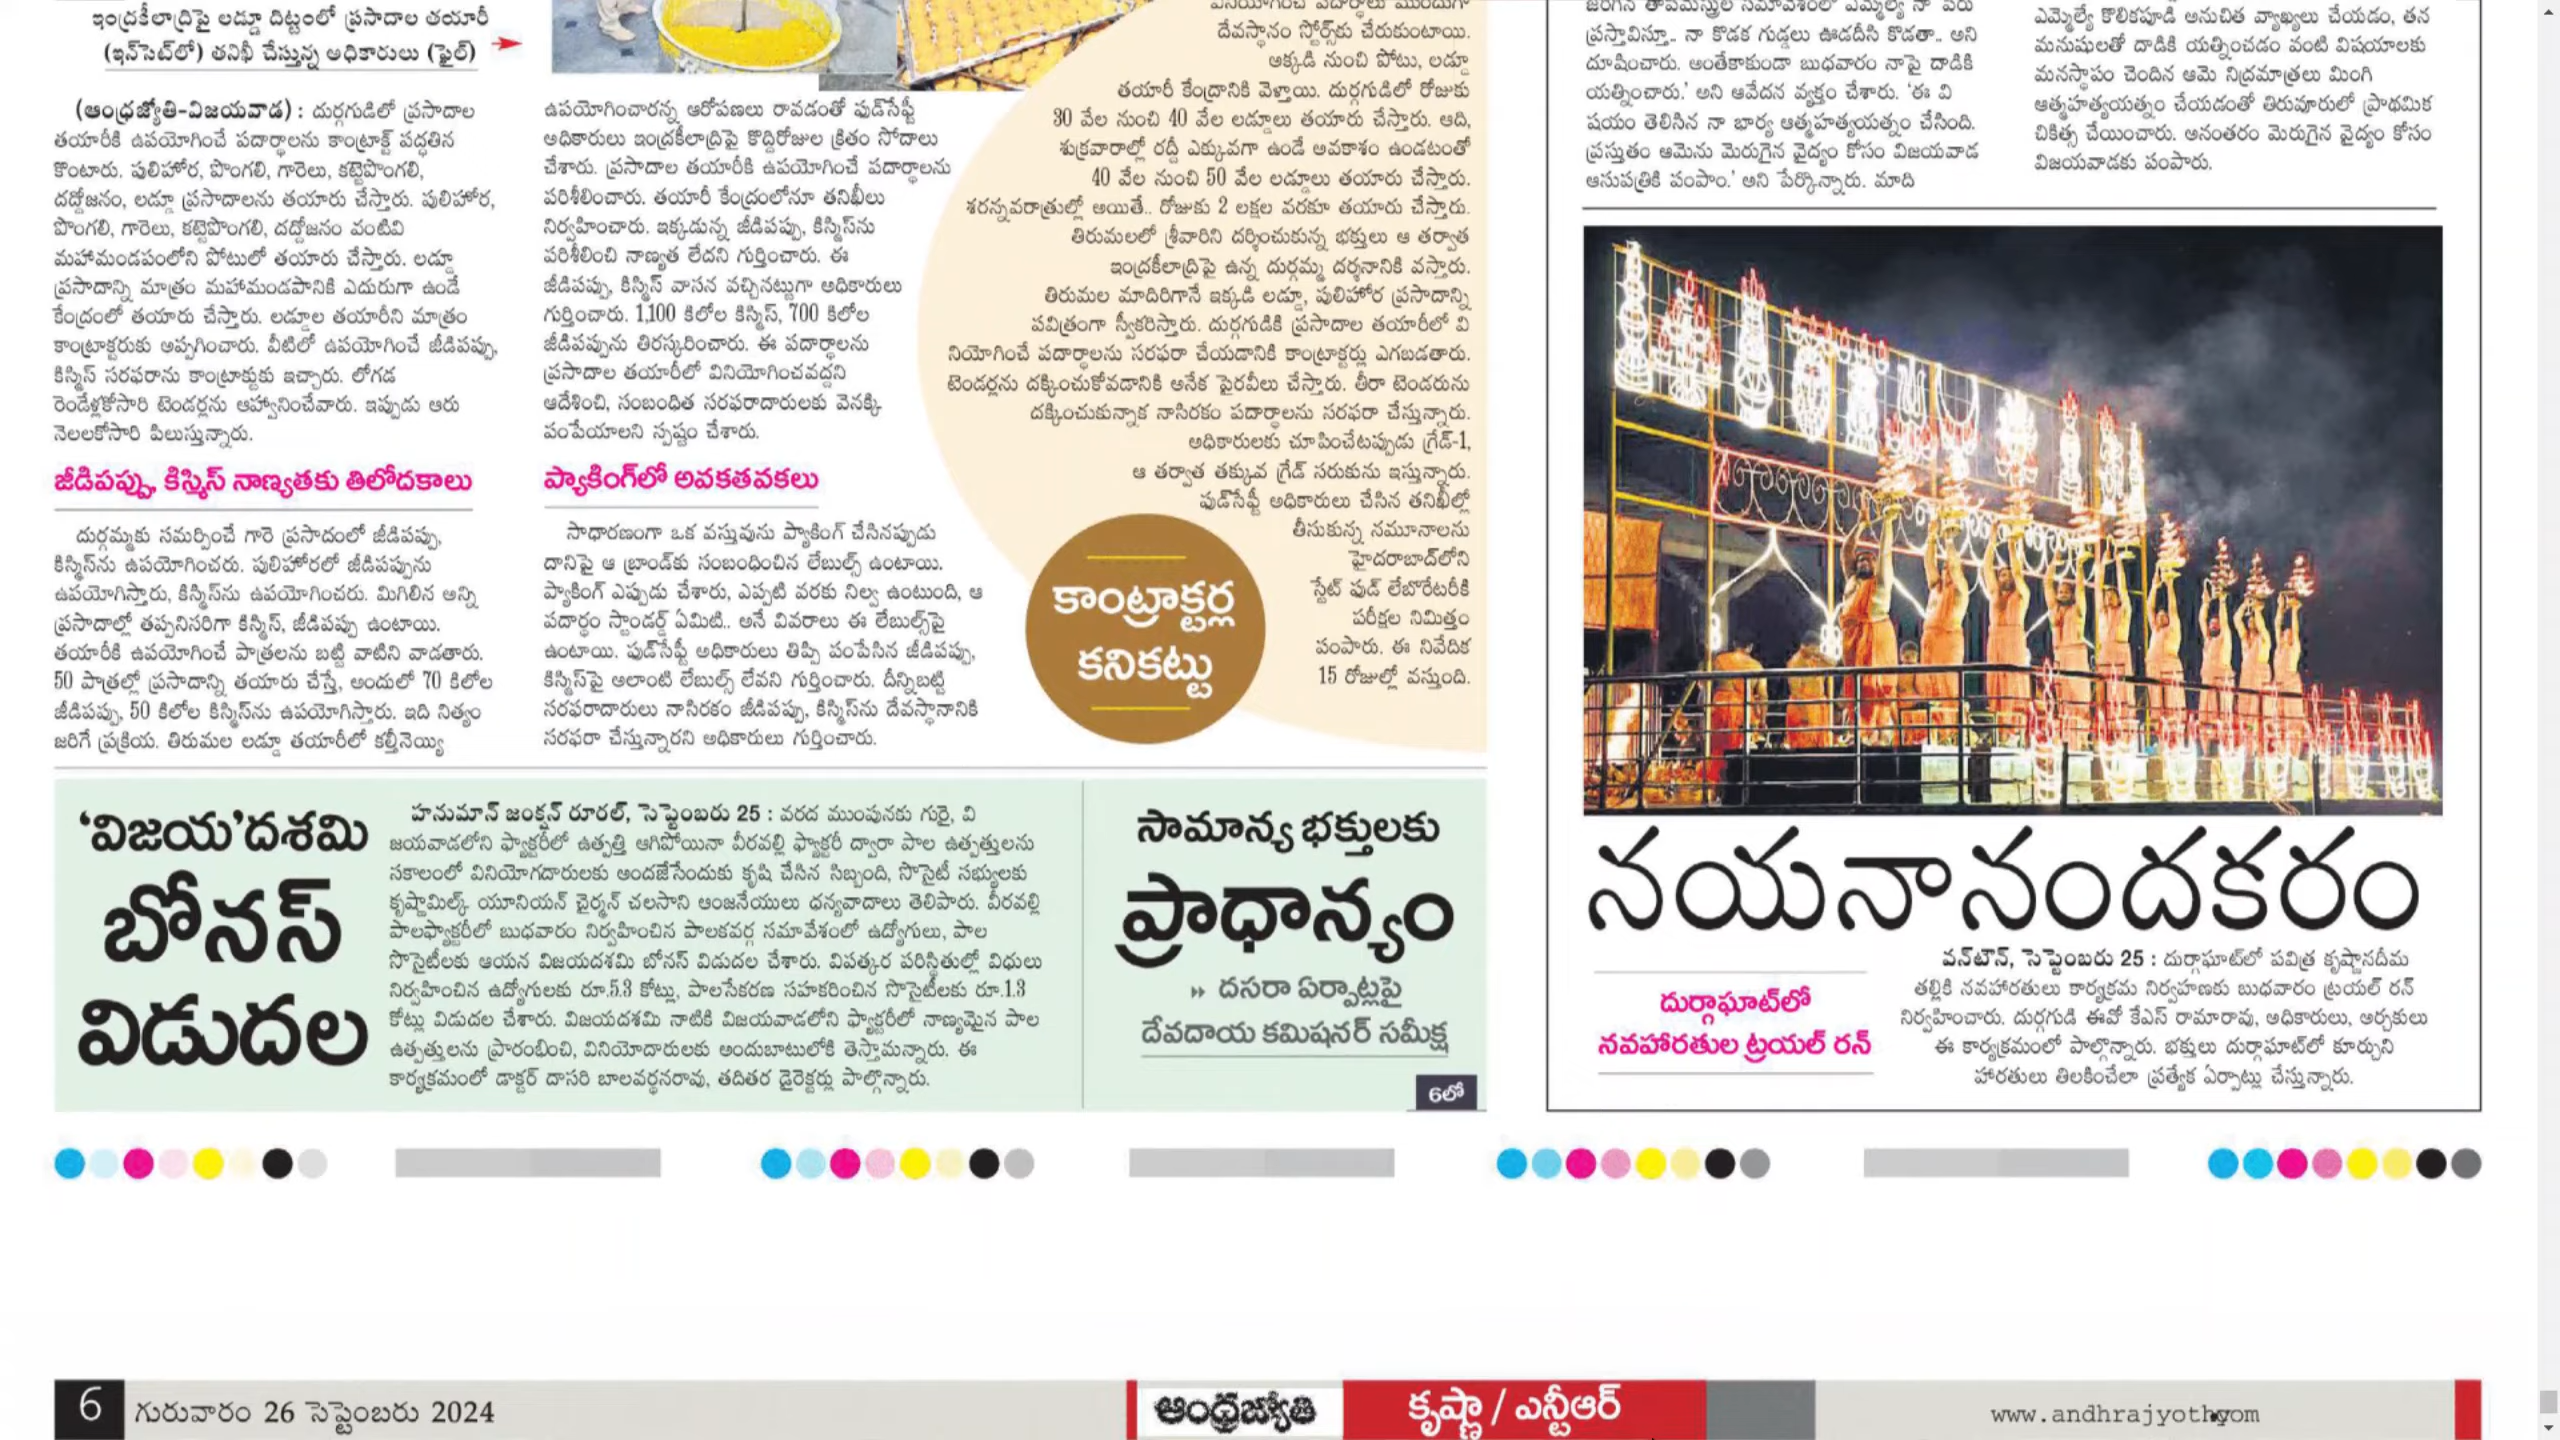 ఇంద్రకీలాద్రిపై లడ్డూ దిట్టంలో ప్రసాదాల తయారీ
(ఇన్‌సెట్‌లో) తనిఖీ చేస్తున్న అధికారులు (ఫైల్)
(ఆంధ్రజ్యోతి-విజయవాడ) : దుర్గగుడిలో ప్రసాదాల
తయారీకి ఉపయోగించే పదార్థాలను కాంట్రాక్ట్ పద్ధతిన
కొంటారు. పులిహోర, పొంగలి, గారెలు, కట్టెపొంగలి,
దద్దోజనం, లడ్డూ ప్రసాదాలను తయారు చేస్తారు. పులిహోర,
పొంగలి, గారెలు, కట్టెపొంగలి, దద్దోజనం వంటివి
మహామండపంలోని పోటులో తయారు చేస్తారు. లడ్డూ
ప్రసాదాన్ని మాత్రం మహామండపానికి ఎదురుగా ఉండే
కేంద్రంలో తయారు చేస్తారు. లడ్డూల తయారీని మాత్రం
కాంట్రాక్టరుకు అప్పగించారు. వీటిలో ఉపయోగించే జీడిపప్పు,
కిస్మిస్ సరఫరాను కాంట్రాక్టుకు ఇచ్చారు. లోగడ
రెండేళ్లకోసారి టెండర్లను ఆహ్వానించేవారు. ఇప్పుడు ఆరు
నెలలకోసారి పిలుస్తున్నారు.
జీడిపప్పు, కిస్మిస్ నాణ్యతకు తిలోదకాలు
దుర్గమ్మకు సమర్పించే గారె ప్రసాదంలో జీడిపప్పు,
కిస్మిస్‌ను ఉపయోగించరు. పులిహోరలో జీడిపప్పును
ఉపయోగిస్తారు, కిస్మిస్‌ను ఉపయోగించరు. మిగిలిన అన్ని
ప్రసాదాల్లో తప్పనిసరిగా కిస్మిస్, జీడిపప్పు ఉంటాయి.
తయారీకి ఉపయోగించే పాత్రలను బట్టి వాటిని వాడతారు.
50 పాత్రల్లో ప్రసాదాన్ని తయారు చేస్తే, అందులో 70 కిలోల
జీడిపప్పు, 50 కిలోల కిస్మిస్‌ను ఉపయోగిస్తారు. ఇది నిత్యం
జరిగే ప్రక్రియ. తిరుమల లడ్డూ తయారీలో కల్తీనెయ్యి
ఉపయోగించారన్న ఆరోపణలు రావడంతో ఫుడ్‌సేఫ్టీ
అధికారులు ఇంద్రకీలాద్రిపై కొద్దిరోజుల క్రితం సోదాలు
చేశారు. ప్రసాదాల తయారీకి ఉపయోగించే పదార్థాలను
పరిశీలించారు. తయారీ కేంద్రంలోనూ తనిఖీలు
నిర్వహించారు. ఇక్కడున్న జీడిపప్పు, కిస్మిస్‌ను
పరిశీలించి నాణ్యత లేదని గుర్తించారు. ఈ
జీడిపప్పు, కిస్మిస్ వాసన వచ్చినట్టుగా అధికారులు
గుర్తించారు. 1,100 కిలోల కిస్మిస్, 700 కిలోల
జీడిపప్పును తిరస్కరించారు. ఈ పదార్థాలను
ప్రసాదాల తయారీలో వినియోగించవద్దని
ఆదేశించి, సంబంధిత సరఫరాదారులకు వెనక్కి
పంపేయాలని స్పష్టం చేశారు.
ప్యాకింగ్‌లో అవకతవకలు
సాధారణంగా ఒక వస్తువును ప్యాకింగ్ చేసినప్పుడు
దానిపై ఆ బ్రాండ్‌కు సంబంధించిన లేబుల్స్ ఉంటాయి.
ప్యాకింగ్ ఎప్పుడు చేశారు, ఎప్పటి వరకు నిల్వ ఉంటుంది, ఆ
పదార్థం స్టాండర్డ్ ఏమిటి.. అనే వివరాలు ఈ లేబుల్స్‌పై
ఉంటాయి. ఫుడ్‌సేఫ్టీ అధికారులు తిప్పి పంపేసిన జీడిపప్పు,
కిస్మిస్‌పై అలాంటి లేబుల్స్ లేవని గుర్తించారు. దీన్నిబట్టి
సరఫరాదారులు నాసిరకం జీడిపప్పు, కిస్మిస్‌ను దేవస్థానానికి
సరఫరా చేస్తున్నారని అధికారులు గుర్తించారు.
వినియోగించే పదార్థాలు ముందుగా
దేవస్థానం స్టోర్స్‌కు చేరుకుంటాయి.
అక్కడి నుంచి పోటు, లడ్డూ
తయారీ కేంద్రానికి వెళ్తాయి. దుర్గగుడిలో రోజుకు
30 వేల నుంచి 40 వేల లడ్డూలు తయారు చేస్తారు. ఆది,
శుక్రవారాల్లో రద్దీ ఎక్కువగా ఉండే అవకాశం ఉండటంతో
40 వేల నుంచి 50 వేల లడ్డూలు తయారు చేస్తారు.
శరన్నవరాత్రుల్లో అయితే.. రోజుకు 2 లక్షల వరకూ తయారు చేస్తారు.
తిరుమలలో శ్రీవారిని దర్శించుకున్న భక్తులు ఆ తర్వాత
ఇంద్రకీలాద్రిపై ఉన్న దుర్గమ్మ దర్శనానికి వస్తారు.
తిరుమల మాదిరిగానే ఇక్కడి లడ్డూ, పులిహోర ప్రసాదాన్ని
పవిత్రంగా స్వీకరిస్తారు. దుర్గగుడికి ప్రసాదాల తయారీలో వి
నియోగించే పదార్థాలను సరఫరా చేయడానికి కాంట్రాక్టర్లు ఎగబడతారు.
టెండర్లను దక్కించుకోవడానికి అనేక పైరవీలు చేస్తారు. తీరా టెండరును
దక్కించుకున్నాక నాసిరకం పదార్థాలను సరఫరా చేస్తున్నారు.
అధికారులకు చూపించేటప్పుడు గ్రేడ్-1,
ఆ తర్వాత తక్కువ గ్రేడ్ సరుకును ఇస్తున్నారు.
ఫుడ్‌సేఫ్టీ అధికారులు చేసిన తనిఖీల్లో
తీసుకున్న నమూనాలను
హైదరాబాద్‌లోని
స్టేట్ ఫుడ్ లేబొరేటరీకి
పరీక్షల నిమిత్తం
పంపారు. ఈ నివేదిక
15 రోజుల్లో వస్తుంది.
కాంట్రాక్టర్ల
కనికట్టు
జరిగిన తాపీమేస్త్రుల సమావేశంలో ఎమ్మెల్యే నా పేరు
ప్రస్తావిస్తూ.. నా కొడక గుడ్డలు ఊడదీసి కొడతా.. అని
దూషించారు. అంతేకాకుండా బుధవారం నాపై దాడికి
యత్నించారు.’ అని ఆవేదన వ్యక్తం చేశారు. ‘ఈ వి
షయం తెలిసిన నా భార్య ఆత్మహత్యయత్నం చేసింది.
ప్రస్తుతం ఆమెను మెరుగైన వైద్యం కోసం విజయవాడ
ఆసుపత్రికి పంపాం.’ అని పేర్కొన్నారు. మాది
ఎమ్మెల్యే కొలికపూడి అనుచిత వ్యాఖ్యలు చేయడం, తన
మనుషులతో దాడికి యత్నించడం వంటి విషయాలకు
మనస్థాపం చెందిన ఆమె నిద్రమాత్రలు మింగి
ఆత్మహత్యయత్నం చేయడంతో తిరువూరులో ప్రాథమిక
చికిత్స చేయించారు. అనంతరం మెరుగైన వైద్యం కోసం
విజయవాడకు పంపారు.
‘విజయ’దశమి
బోనస్
విడుదల
హనుమాన్ జంక్షన్ రూరల్, సెప్టెంబరు 25 : వరద ముంపునకు గురై, వి
జయవాడలోని ఫ్యాక్టరీలో ఉత్పత్తి ఆగిపోయినా వీరవల్లి ఫ్యాక్టరీ ద్వారా పాల ఉత్పత్తులను
సకాలంలో వినియోగదారులకు అందజేసేందుకు కృషి చేసిన సిబ్బంది, సొసైటీ సభ్యులకు
కృష్ణామిల్క్ యూనియన్ చైర్మన్ చలసాని ఆంజనేయులు ధన్యవాదాలు తెలిపారు. వీరవల్లి
పాలఫ్యాక్టరీలో బుధవారం నిర్వహించిన పాలకవర్గ సమావేశంలో ఉద్యోగులు, పాల
సొసైటీలకు ఆయన విజయదశమి బోనస్ విడుదల చేశారు. విపత్కర పరిస్థితుల్లో విధులు
నిర్వహించిన ఉద్యోగులకు రూ.5.3 కోట్లు, పాలసేకరణ సహకరించిన సొసైటీలకు రూ.1.3
కోట్లు విడుదల చేశారు. విజయదశమి నాటికి విజయవాడలోని ఫ్యాక్టరీలో నాణ్యమైన పాల
ఉత్పత్తులను ప్రారంభించి, వినియోదారులకు అందుబాటులోకి తెస్తామన్నారు. ఈ
కార్యక్రమంలో డాక్టర్ దాసరి బాలవర్థనరావు, తదితర డైరెక్టర్లు పాల్గొన్నారు.
సామాన్య భక్తులకు
ప్రాధాన్యం
» దసరా ఏర్పాట్లపై
దేవదాయ కమిషనర్ సమీక్ష
6లో
నయనానందకరం
దుర్గాఘాట్‌లో
నవహారతుల ట్రయల్ రన్
వన్‌టౌన్, సెప్టెంబరు 25 : దుర్గాఘాట్‌లో పవిత్ర కృష్ణానదీమ
తల్లికి నవహారతులు కార్యక్రమ నిర్వహణకు బుధవారం ట్రయల్ రన్
నిర్వహించారు. దుర్గగుడి ఈవో కేఎస్ రామారావు, అధికారులు, అర్చకులు
ఈ కార్యక్రమంలో పాల్గొన్నారు. భక్తులు దుర్గాఘాట్‌లో కూర్చుని
హారతులు తిలకించేలా ప్రత్యేక ఏర్పాట్లు చేస్తున్నారు.
6
గురువారం 26 సెప్టెంబరు 2024
ఆంధ్రజ్యోతి
కృష్ణా / ఎన్టీఆర్
www.andhrajyothy.com